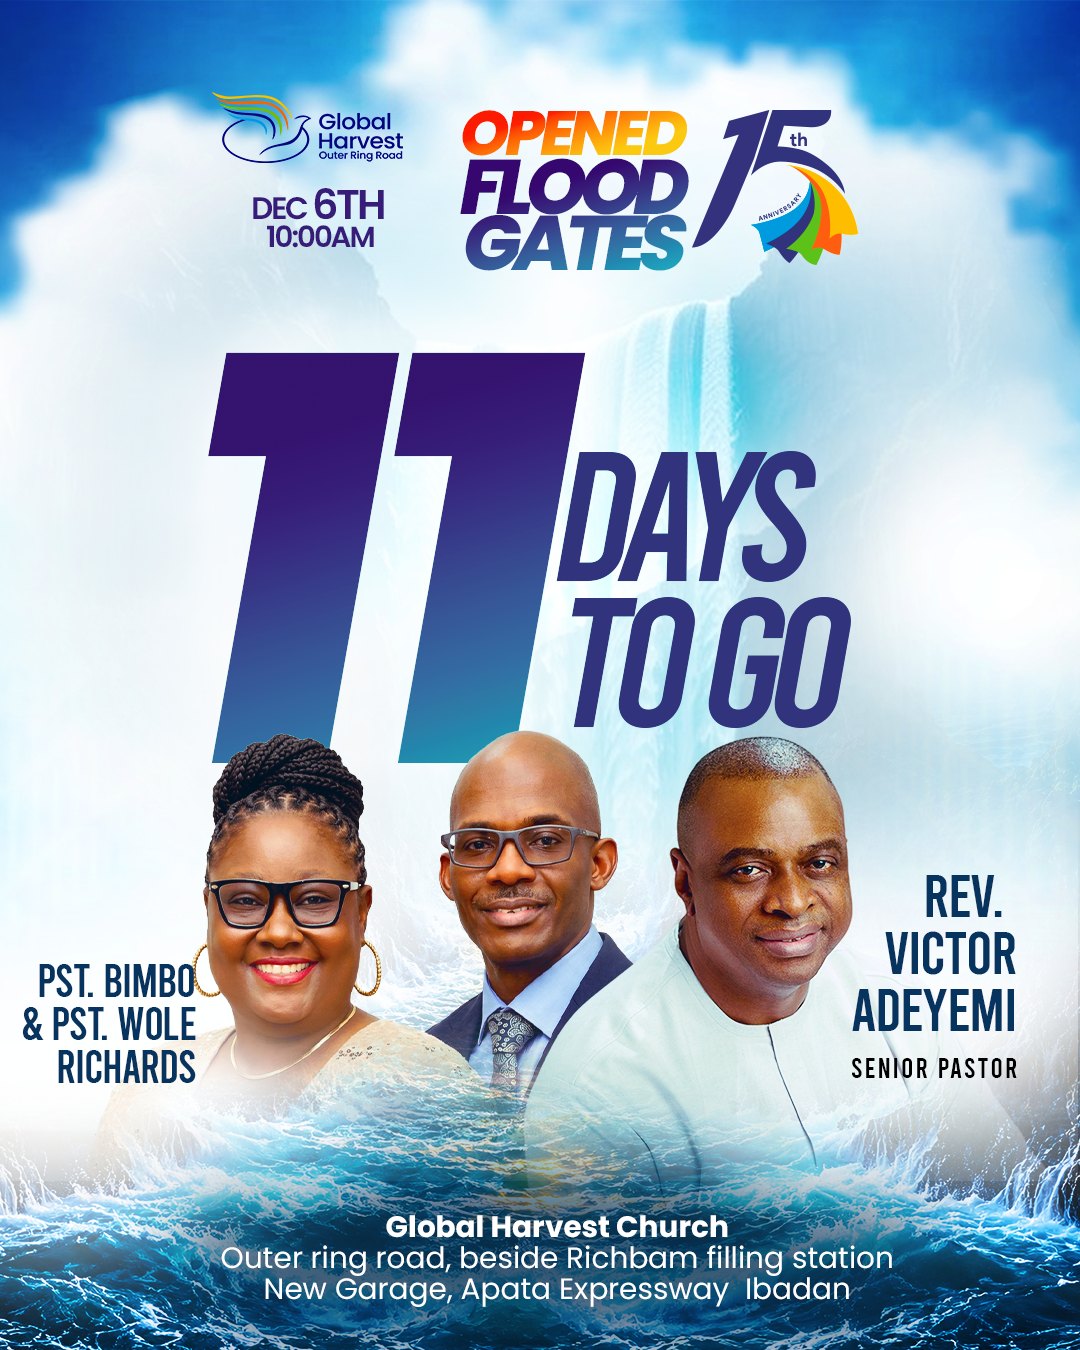 Global
Harvest
Outer Ring Road
DEC 6TH
10:00AM
OPENED
FLOOD
GATES
15th
ANNIVERSARY
11
DAYS
TO GO
PST. BIMBO
& PST. WOLE
RICHARDS
REV.
VICTOR
ADEYEMI
SENIOR PASTOR
Global Harvest Church
Outer ring road, beside Richbam filling station
New Garage, Apata Expressway Ibadan